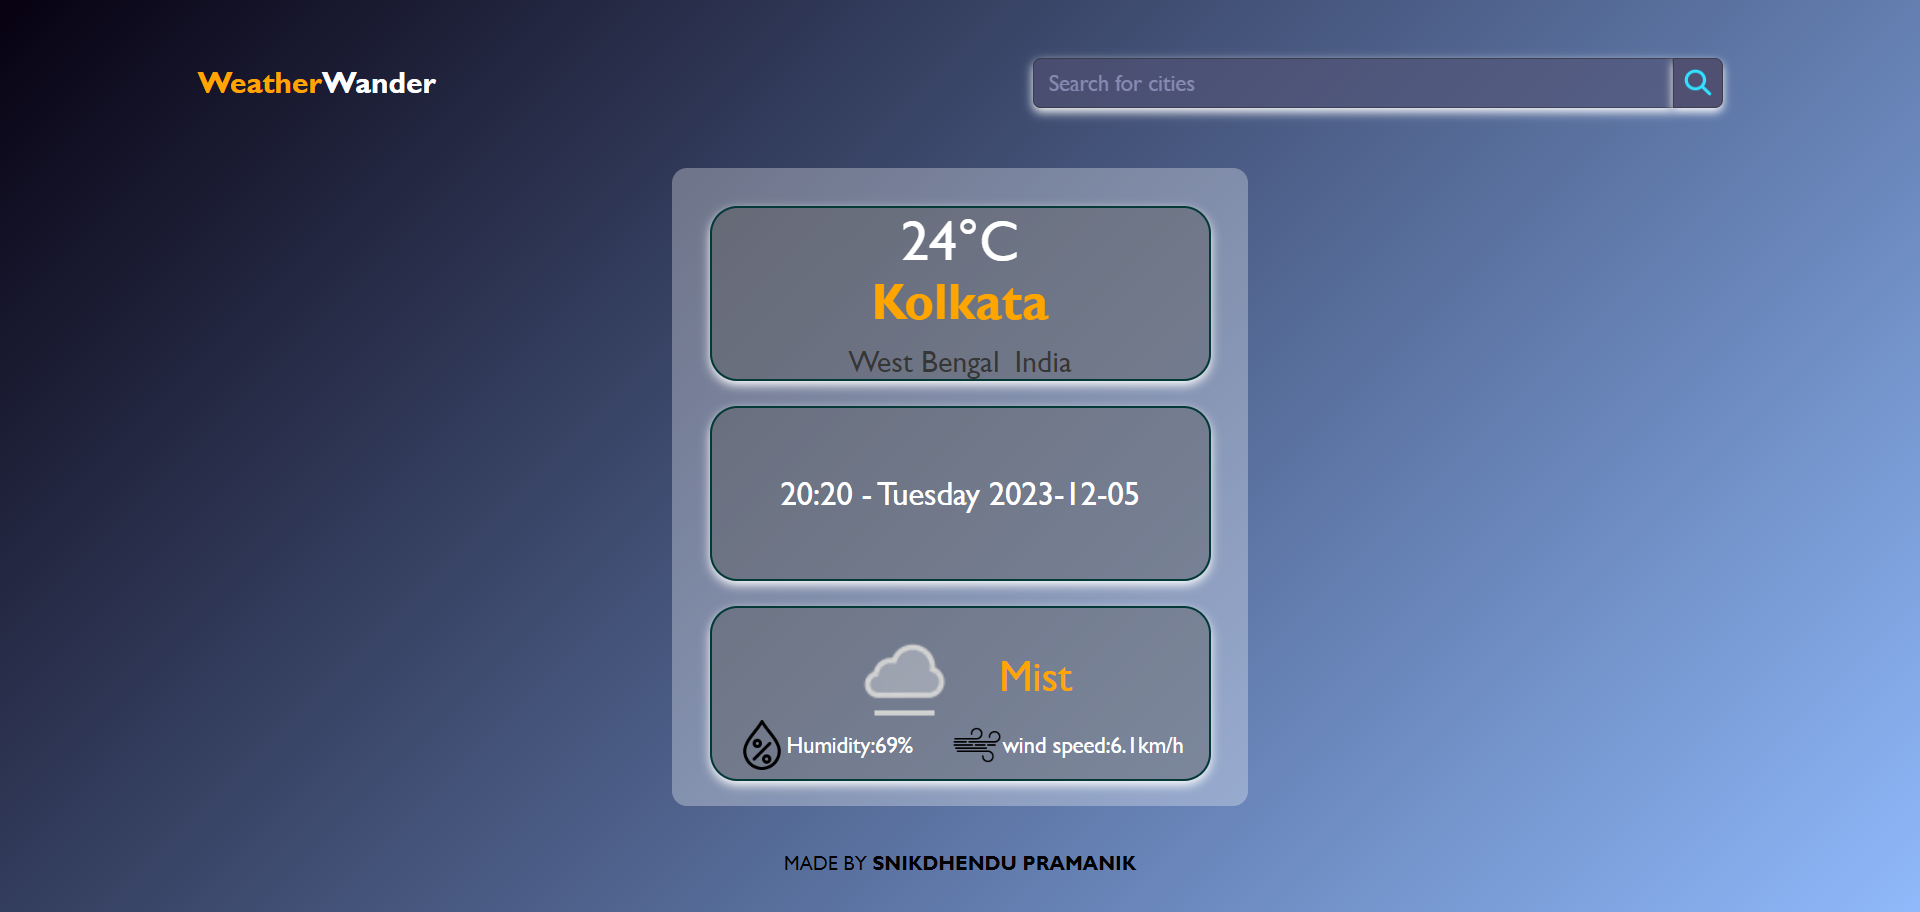 WeatherWander
Search for cities
24°C
Kolkata
West Bengal  India
20:20 - Tuesday 2023-12-05
Mist
Humidity:69%
wind speed:6.1km/h
MADE BY SNIKDHENDU PRAMANIK